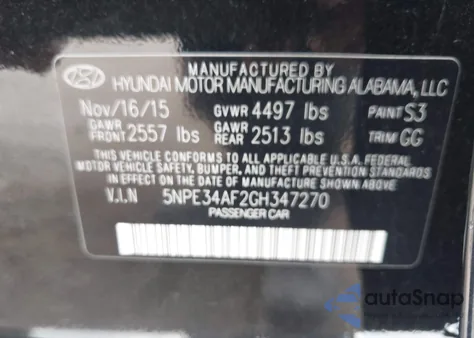 MANUFACTURED BY
HYUNDAI MOTOR MANUFACTURING ALABAMA, LLC
Nov/16/15 GVWR 4497 lbs PAINT S3
GAWR FRONT 2557 lbs GAWR REAR 2513 lbs TRIM GG
THIS VEHICLE CONFORMS TO ALL APPLICABLE U.S.A. FEDERAL
MOTOR VEHICLE SAFETY, BUMPER, AND THEFT PREVENTION STANDARDS
IN EFFECT ON THE DATE OF MANUFACTURE SHOWN ABOVE.
V.I.N 5NPE34AF2GH347270
PASSENGER CAR
autoSnap